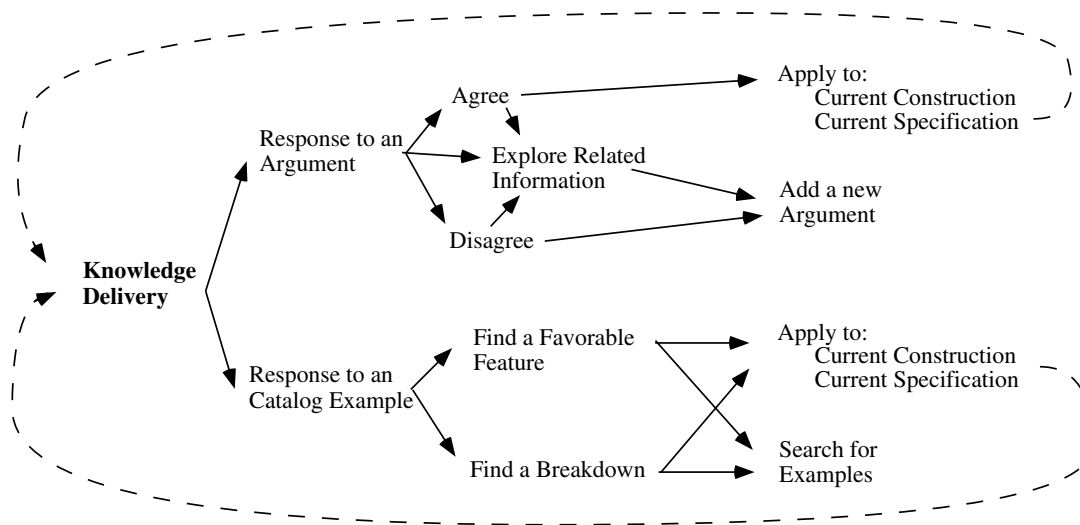 Knowledge
Delivery
Response to an
Argument
Agree
Explore Related
Information
Disagree
Apply to:
Current Construction
Current Specification
Add a new
Argument
Response to an
Catalog Example
Find a Favorable
Feature
Find a Breakdown
Apply to:
Current Construction
Current Specification
Search for
Examples